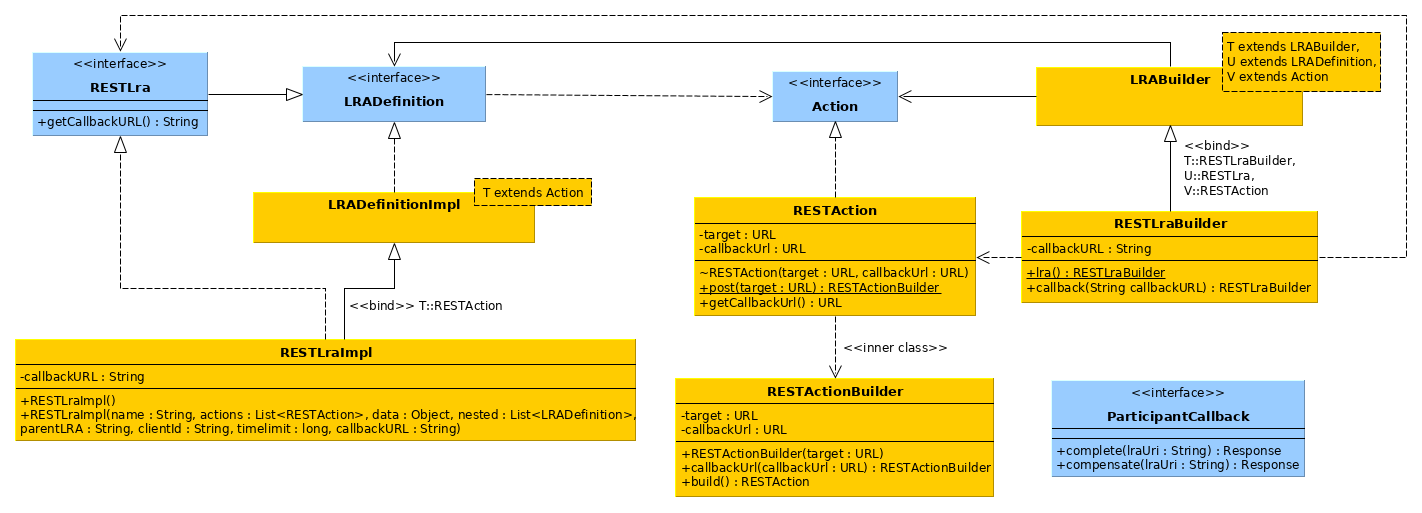 <<interface>>
RESTLra
+getCallbackURL() : String
<<interface>>
LRADefinition
<<interface>>
Action
LRABuilder
T extends LRABuilder,
U extends LRADefinition,
V extends Action
<<bind>>
T::RESTLraBuilder,
U::RESTLra,
V::RESTAction
LRADefinitionImpl
T extends Action
RESTAction
-target : URL
-callbackUrl : URL
~RESTAction(target : URL, callbackUrl : URL)
+post(target : URL) : RESTActionBuilder
+getCallbackUrl() : URL
RESTLraBuilder
-callbackURL : String
+lra() : RESTLraBuilder
+callback(String callbackURL) : RESTLraBuilder
<<bind>> T::RESTAction
<<inner class>>
RESTLraImpl
-callbackURL : String
+RESTLraImpl()
+RESTLraImpl(name : String, actions : List<RESTAction>, data : Object, nested : List<LRADefinition>,
parentLRA : String, clientId : String, timelimit : long, callbackURL : String)
RESTActionBuilder
-target : URL
-callbackUrl : URL
+RESTActionBuilder(target : URL)
+callbackUrl(callbackUrl : URL) : RESTActionBuilder
+build() : RESTAction
<<interface>>
ParticipantCallback
+complete(lraUri : String) : Response
+compensate(lraUri : String) : Response